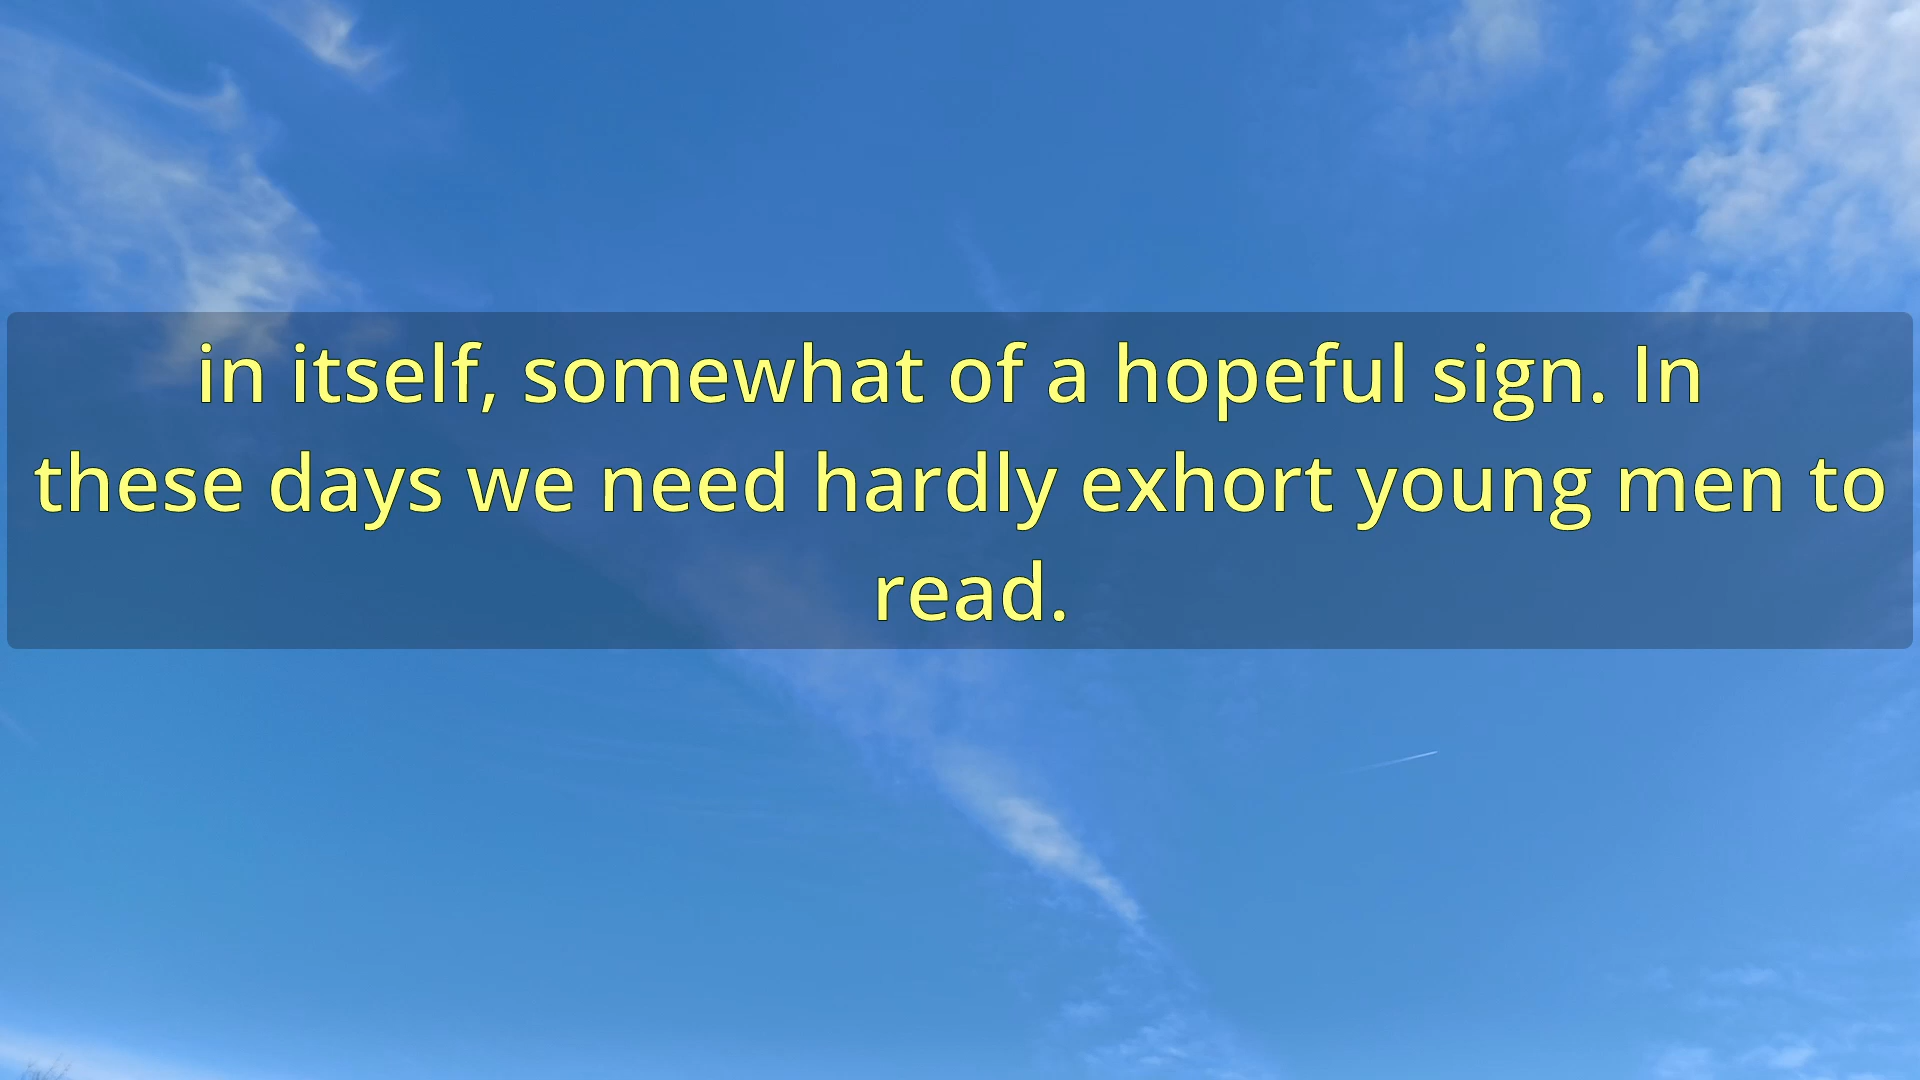 in itself, somewhat of a hopeful sign. In
these days we need hardly exhort young men to
read.